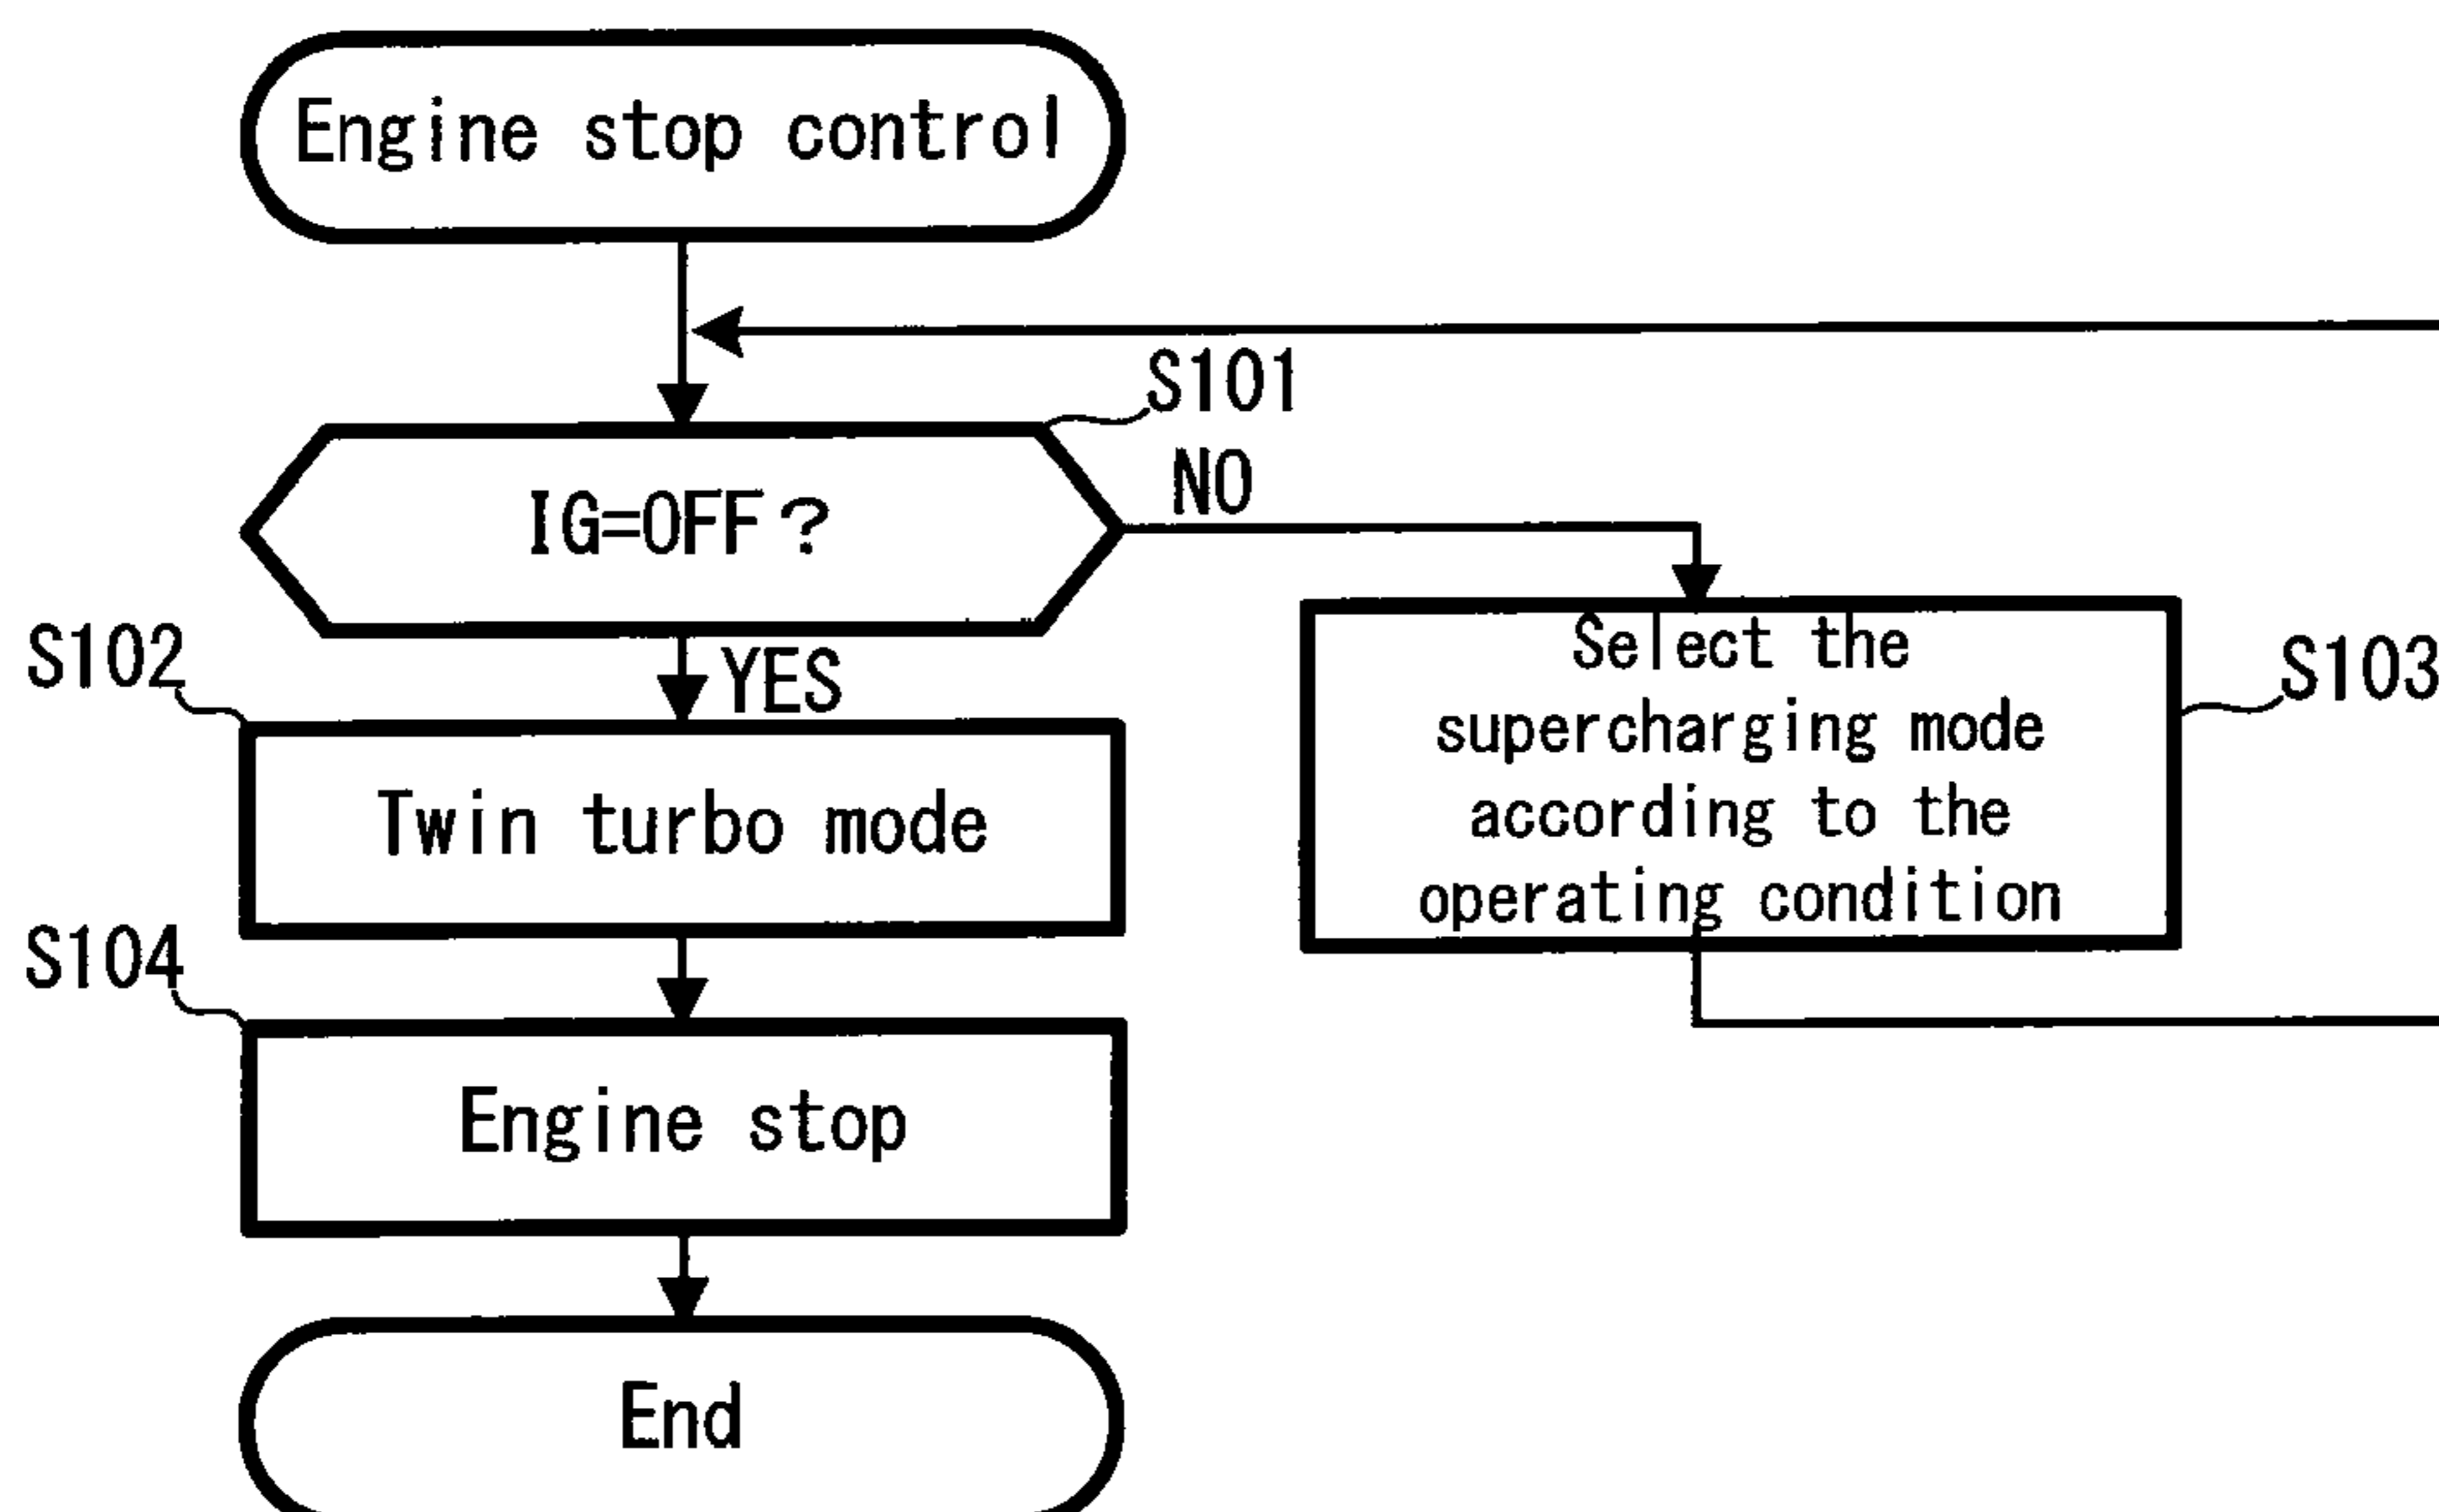 Engine stop control
S101
IG=OFF?
NO
YES
S102
Twin turbo mode
Select the
supercharging mode
according to the
operating condition
S103
S104
Engine stop
End